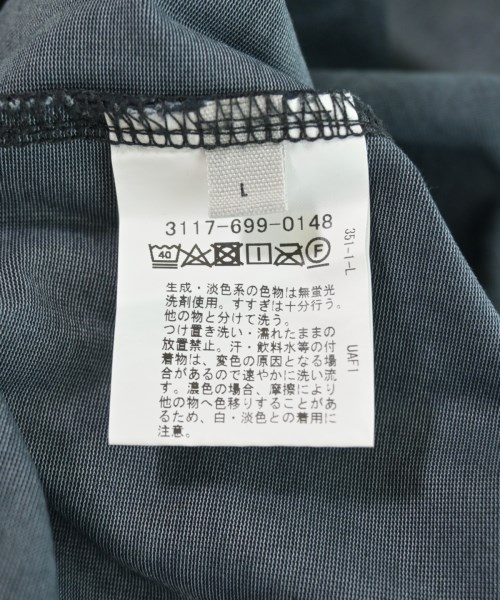 L
3117-699-0148
40 F
生成・淡色系の色物は無蛍光
洗剤使用。すすぎは十分行う。
他の物と分けて洗う。
つけ置き洗い・濡れたままの
放置禁止。汗・飲料水等の付
着物は、変色の原因となる場
合があるので速やかに洗い流
す。濃色の場合、摩擦により
他の物へ色移りすることがあ
るため、白・淡色との着用に
注意。
351-I-L
UAF1